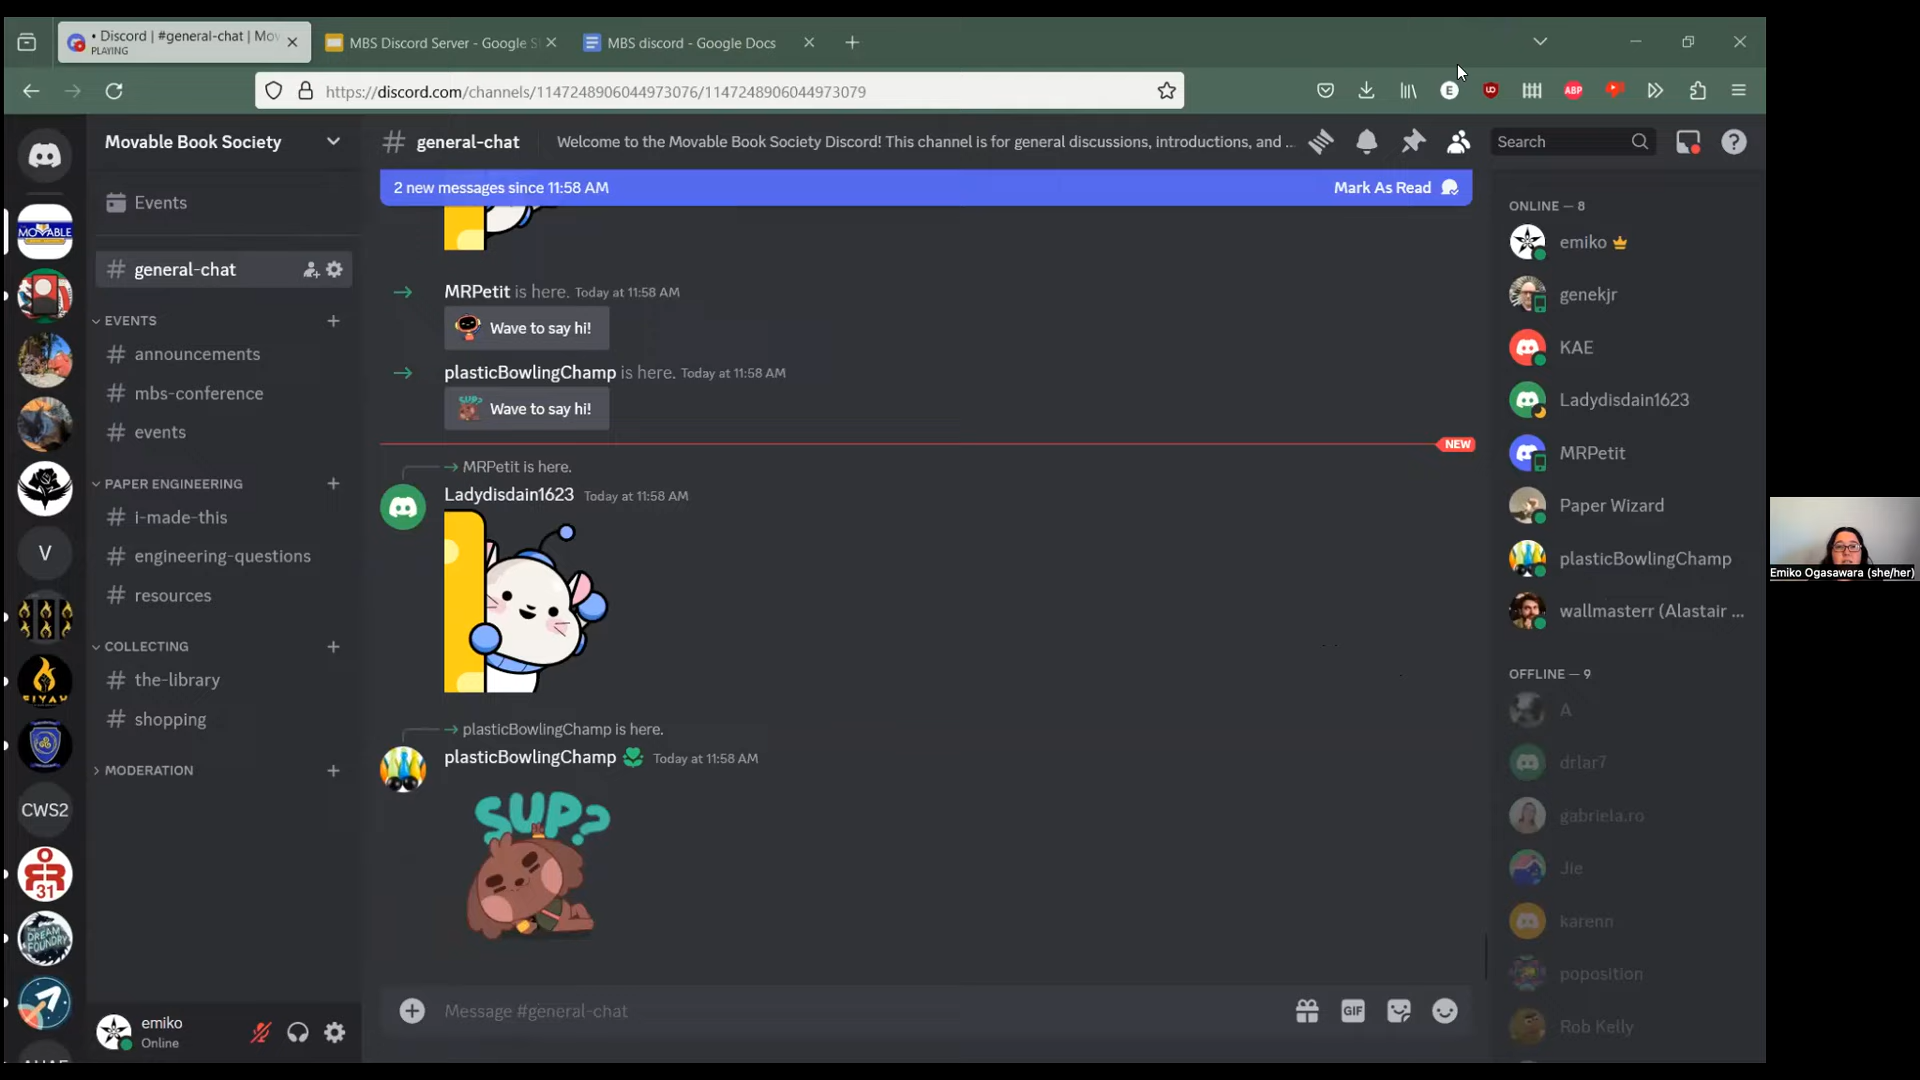 • Discord | #general-chat | Mov
PLAYING
MBS Discord Server - Google S
MBS discord - Google Docs
https://discord.com/channels/1147248906044973076/1147248906044973079
E
ABP
Movable Book Society
# general-chat
Welcome to the Movable Book Society Discord! This channel is for general discussions, introductions, and ...
Search
2 new messages since 11:58 AM
Mark As Read
Events
MOVABLE
# general-chat
EVENTS
# announcements
# mbs-conference
# events
PAPER ENGINEERING
# i-made-this
# engineering-questions
# resources
COLLECTING
# the-library
# shopping
MODERATION
V
CWS2
31
THE DREAM FOUNDRY
emiko
Online
MRPetit is here. Today at 11:58 AM
Wave to say hi!
plasticBowlingChamp is here. Today at 11:58 AM
Wave to say hi!
NEW
MRPetit is here.
Ladydisdain1623 Today at 11:58 AM
plasticBowlingChamp is here.
plasticBowlingChamp Today at 11:58 AM
SUP?
Message #general-chat
GIF
ONLINE — 8
emiko
genekjr
KAE
Ladydisdain1623
MRPetit
Paper Wizard
plasticBowlingChamp
wallmasterr (Alastair ...
OFFLINE — 9
A
drlar7
gabriela.ro
Jie
karenn
poposition
Rob Kelly
Emiko Ogasawara (she/her)